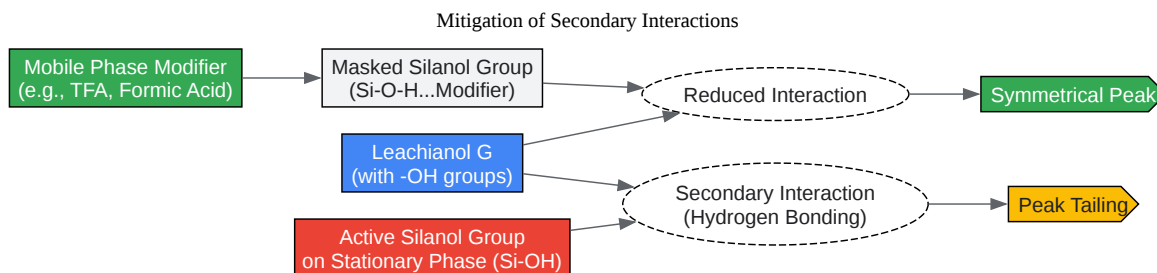 Mitigation of Secondary Interactions
Mobile Phase Modifier
(e.g., TFA, Formic Acid)
Masked Silanol Group
(Si-O-H...Modifier)
Reduced Interaction
Symmetrical Peak
Leachianol G
(with -OH groups)
Secondary Interaction
(Hydrogen Bonding)
Peak Tailing
Active Silanol Group
on Stationary Phase (Si-OH)